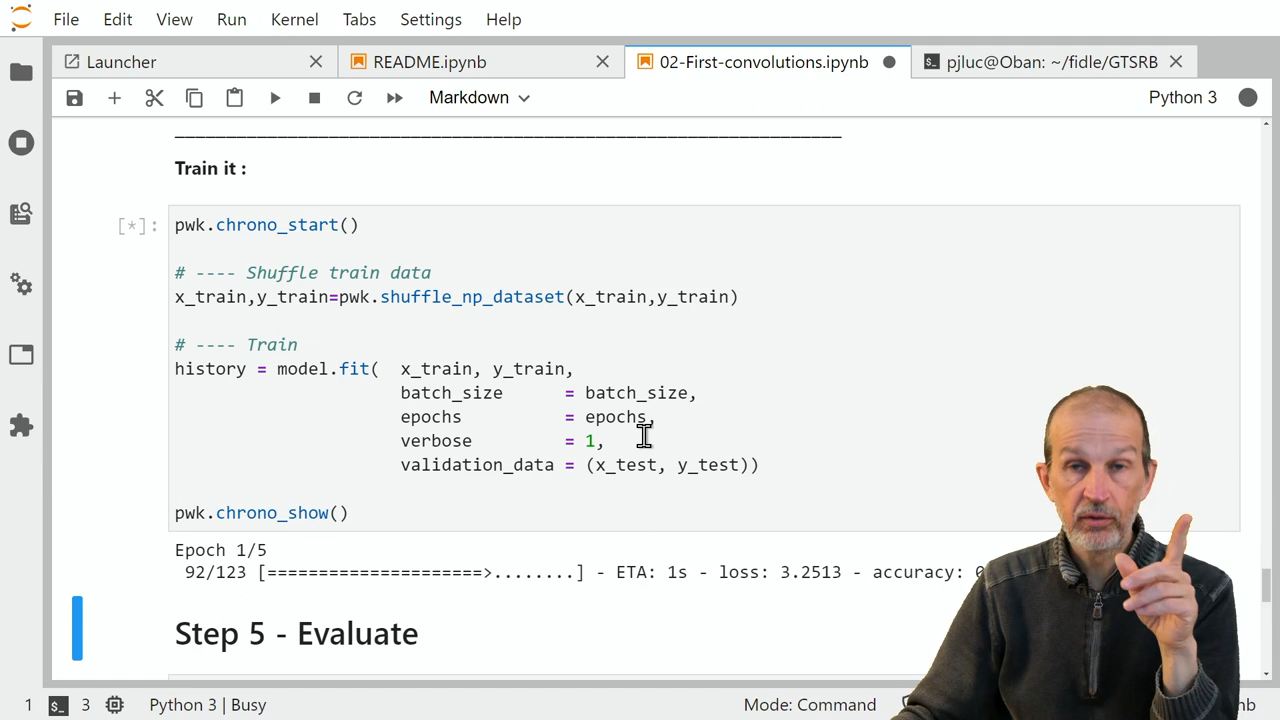 File Edit View Run Kernel Tabs Settings Help
Launcher README.ipynb 02-First-convolutions.ipynb pjluc@Oban: ~/fidle/GTSRB
Markdown Python 3
Train it :
[*]: pwk.chrono_start()
# ---- Shuffle train data
x_train,y_train=pwk.shuffle_np_dataset(x_train,y_train)
# ---- Train
history = model.fit( x_train, y_train,
batch_size = batch_size,
epochs = epochs,
verbose = 1,
validation_data = (x_test, y_test))
pwk.chrono_show()
Epoch 1/5
92/123 [=====================>........] - ETA: 1s - loss: 3.2513 - accuracy: 0
Step 5 - Evaluate
1 $_ 3 Python 3 | Busy Mode: Command nb